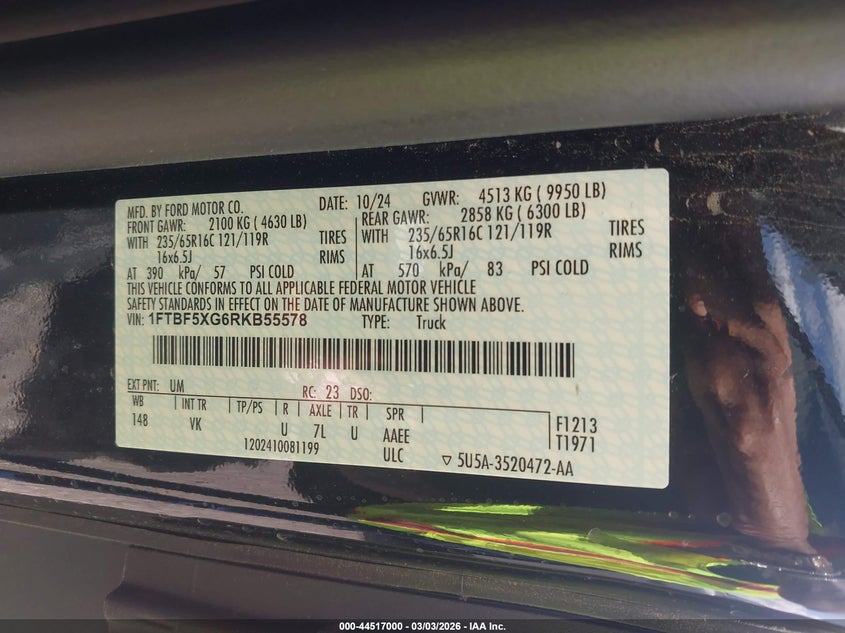 MFD. BY FORD MOTOR CO. DATE: 10/24 GVWR: 4513 KG ( 9950 LB)
FRONT GAWR: 2100 KG ( 4630 LB) REAR GAWR: 2858 KG ( 6300 LB)
WITH 235/65R16C 121/119R TIRES WITH 235/65R16C 121/119R TIRES
16x6.5J RIMS 16x6.5J RIMS
AT 390 kPa/ 57 PSI COLD AT 570 kPa/ 83 PSI COLD
THIS VEHICLE CONFORMS TO ALL APPLICABLE FEDERAL MOTOR VEHICLE
SAFETY STANDARDS IN EFFECT ON THE DATE OF MANUFACTURE SHOWN ABOVE.
VIN: 1FTBF5XG6RKB55578 TYPE: Truck
EXT PNT: UM RC: 23 DSO:
WB INT TR TP/PS R AXLE TR SPR F1213
148 VK U 7L U AAEE T1971
1202410081199 ULC ▽ 5U5A-3520472-AA
000-44517000 - 03/03/2026 - IAA Inc.